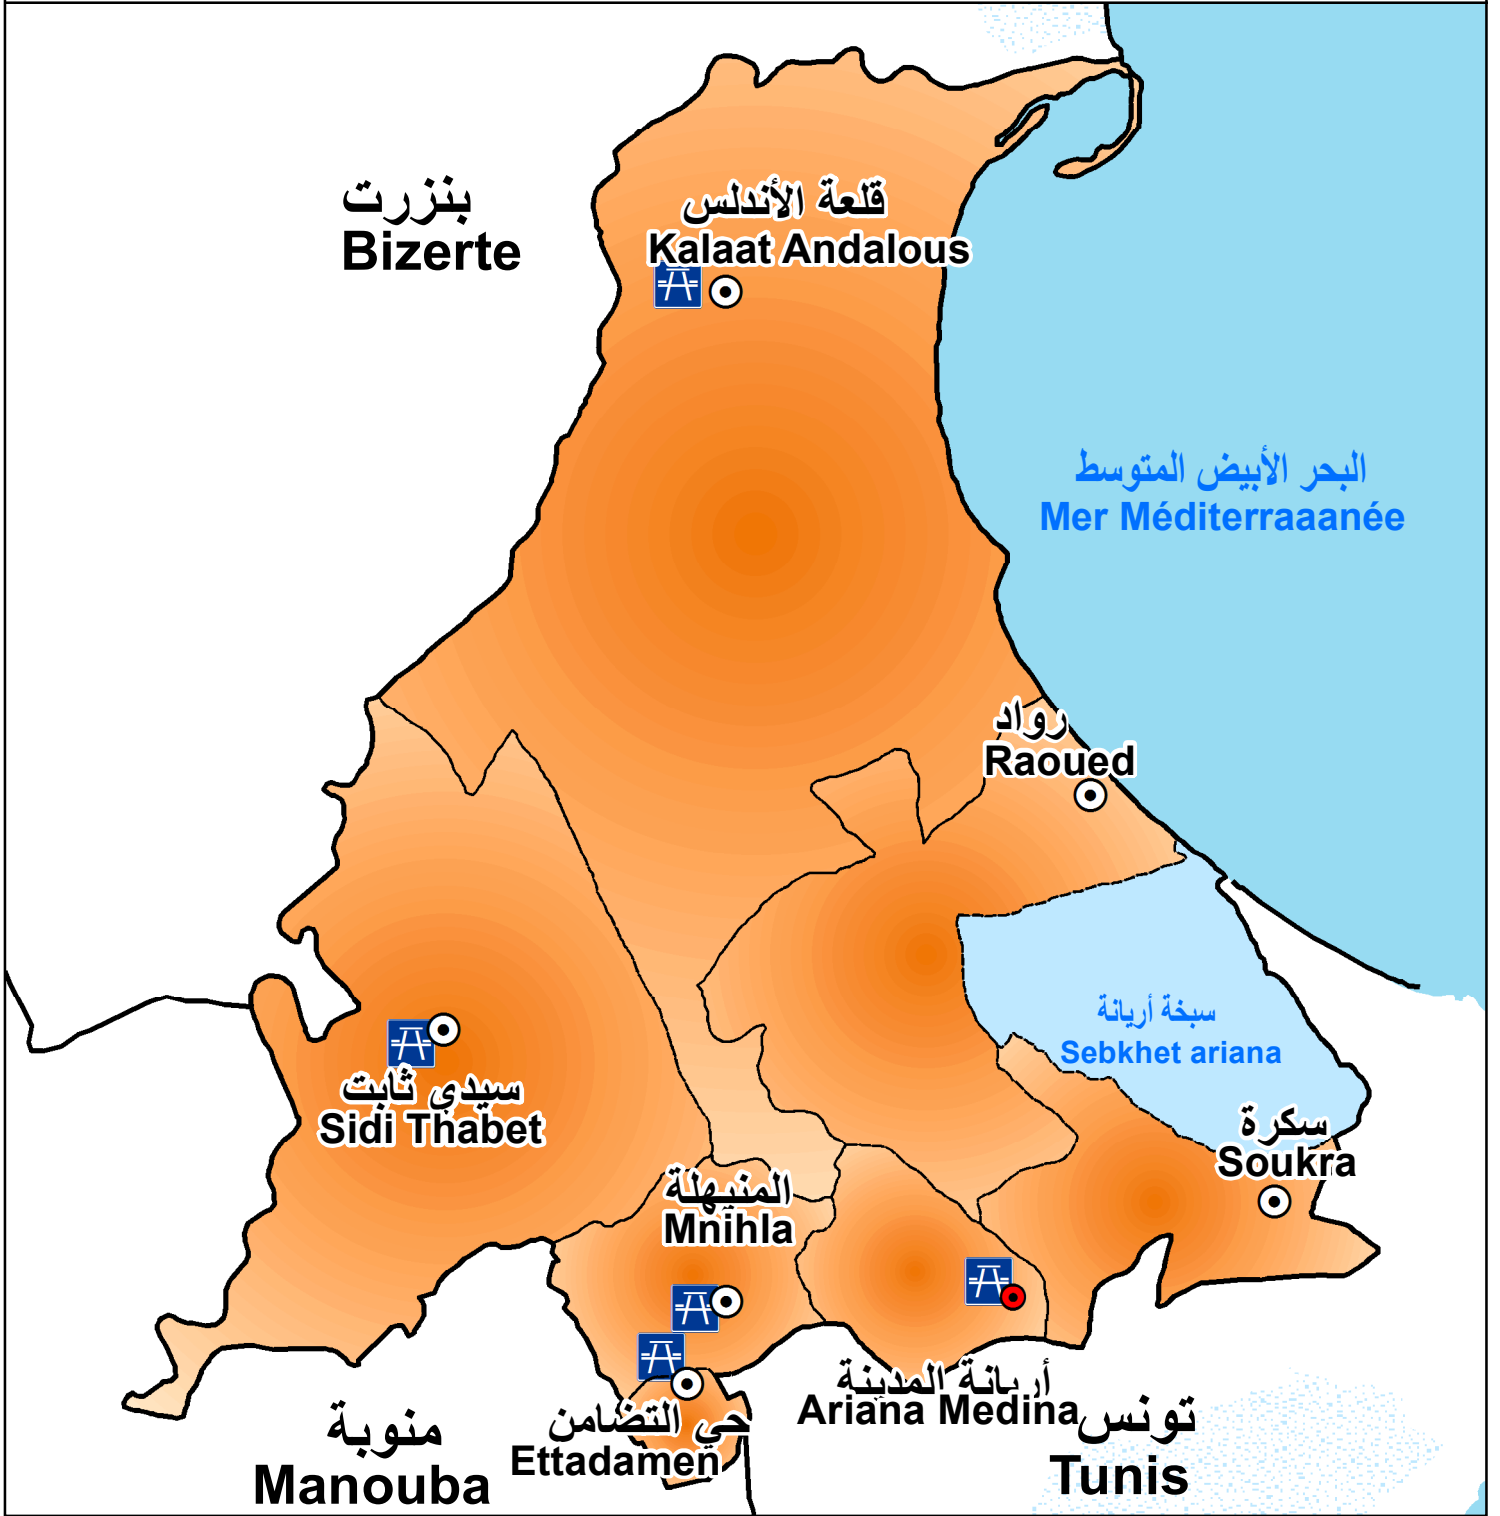 بنزرت
Bizerte
قلعة الأندلس
Kalaat Andalous
البحر الأبيض المتوسط
Mer Méditerraaanée
رواد
Raoued
سبخة أريانة
Sebkhet ariana
سيدي ثابت
Sidi Thabet
سكرة
Soukra
المنيهلة
Mnihla
أريانة المدينة
Ariana Medina
حي التضامن
Ettadamen
منوبة
Manouba
تونس
Tunis